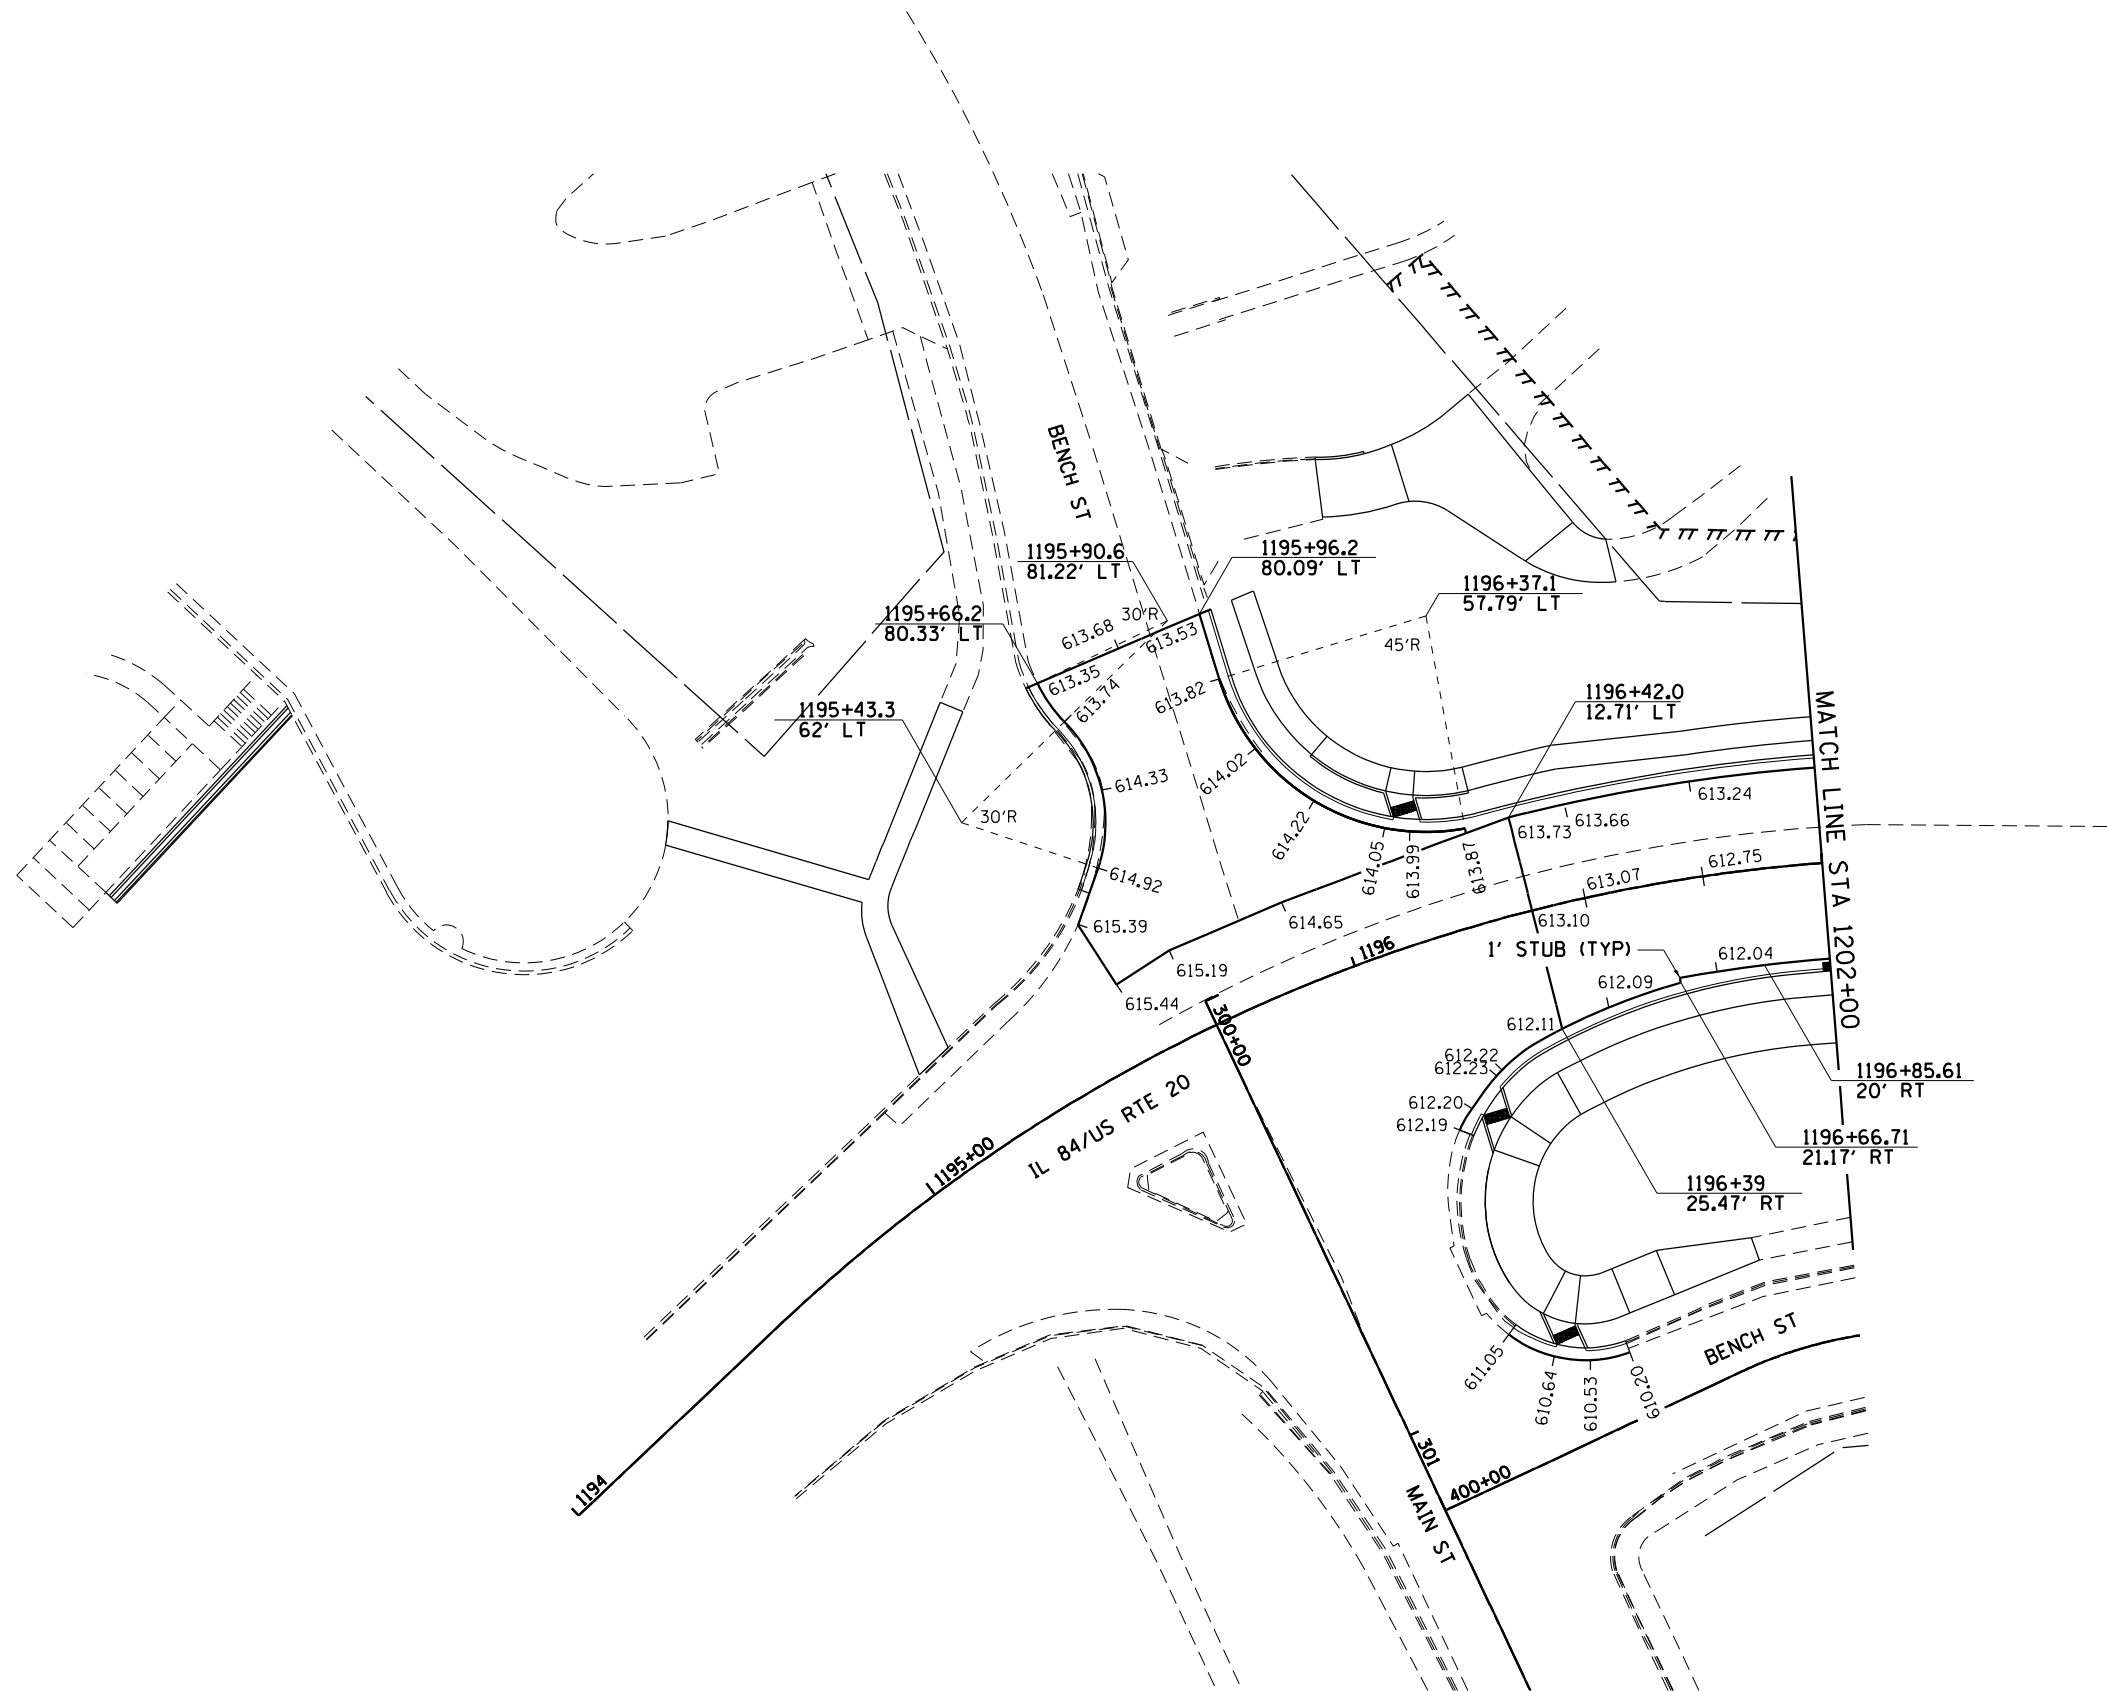 BENCH ST
1195+90.6
81.22' LT
1195+96.2
80.09' LT
1196+37.1
57.79' LT
1195+66.2
80.33' LT
30'R
613.68
613.53
45'R
613.35
613.74
613.82
1195+43.3
62' LT
1196+42.0
12.71' LT
MATCH LINE STA 1202+00
614.33
614.02
613.24
30'R
614.22
613.73
613.66
614.05
613.99
613.87
612.75
614.92
613.07
615.39
614.65
613.10
1' STUB (TYP)
1196
612.04
615.19
612.09
615.44
300+00
612.11
612.22
612.23
1196+85.61
20' RT
612.20
612.19
IL 84/US RTE 20
1195+00
1196+66.71
21.17' RT
1196+39
25.47' RT
BENCH ST
611.05
610.64
610.53
610.20
301
400+00
1194
MAIN ST